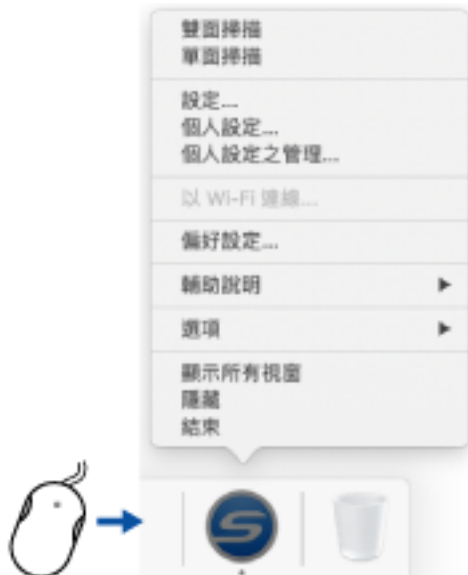 雙面掃描
單面掃描
設定...
個人設定...
個人設定之管理...
以 Wi-Fi 連線...
偏好設定...
輔助說明
選項
顯示所有視窗
隱藏
結束